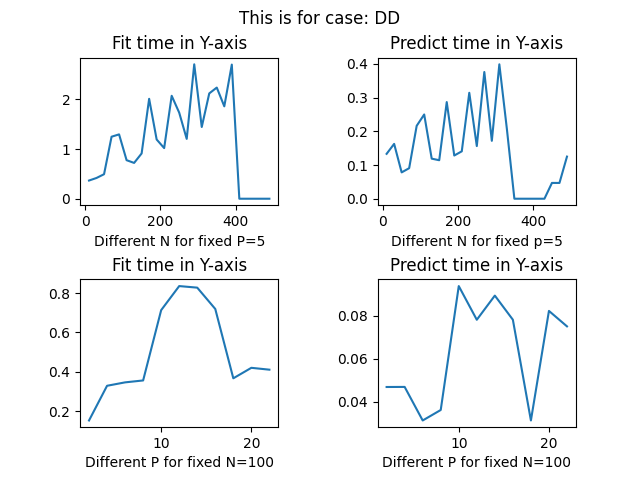 This is for case: DD
Fit time in Y-axis
Predict time in Y-axis
2
1
0
0
200
400
Different N for fixed P=5
0.4
0.3
0.2
0.1
0.0
0
200
400
Different N for fixed p=5
Fit time in Y-axis
Predict time in Y-axis
0.8
0.6
0.4
0.2
10
20
Different P for fixed N=100
0.08
0.06
0.04
10
20
Different P for fixed N=100